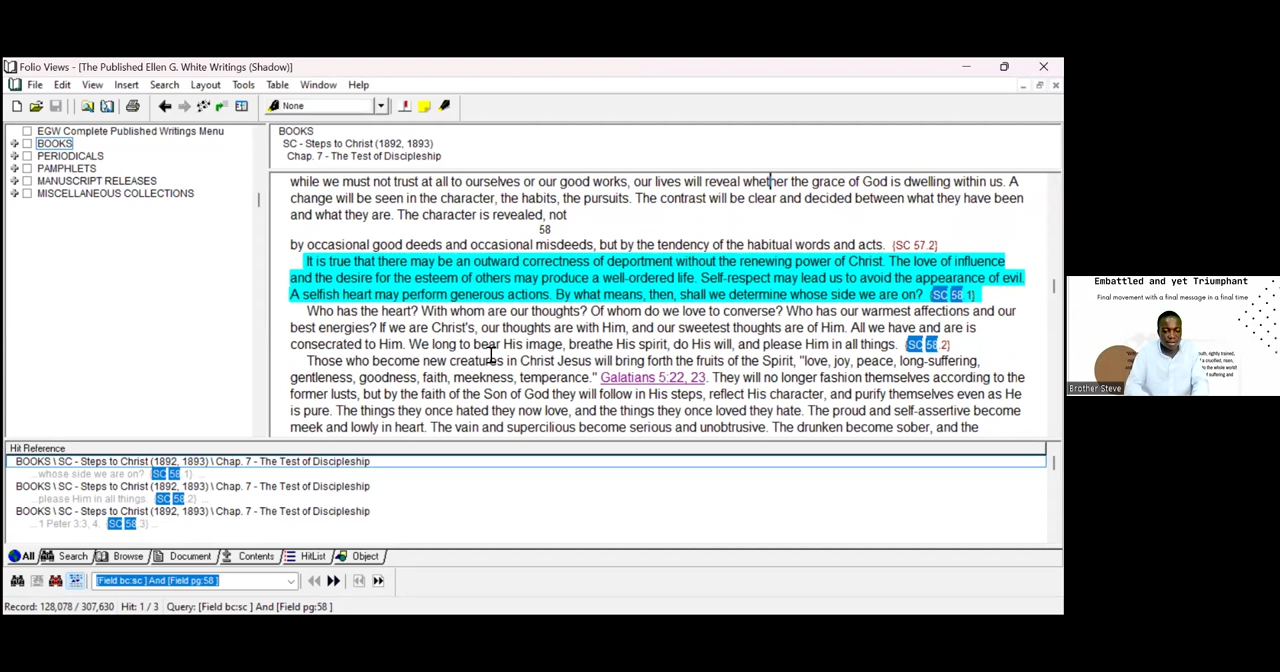 Folio Views - [The Published Ellen G. White Writings (Shadow)]
File Edit View Insert Search Layout Tools Table Window Help
None
EGW Complete Published Writings Menu
BOOKS
PERIODICALS
PAMPHLETS
MANUSCRIPT RELEASES
MISCELLANEOUS COLLECTIONS
BOOKS
SC - Steps to Christ (1892, 1893)
Chap. 7 - The Test of Discipleship
while we must not trust at all to ourselves or our good works, our lives will reveal whether the grace of God is dwelling within us. A
change will be seen in the character, the habits, the pursuits. The contrast will be clear and decided between what they have been
and what they are. The character is revealed, not
58
by occasional good deeds and occasional misdeeds, but by the tendency of the habitual words and acts. {SC 57.2}
It is true that there may be an outward correctness of deportment without the renewing power of Christ. The love of influence
and the desire for the esteem of others may produce a well-ordered life. Self-respect may lead us to avoid the appearance of evil.
A selfish heart may perform generous actions. By what means, then, shall we determine whose side we are on? {SC 58.1}
Who has the heart? With whom are our thoughts? Of whom do we love to converse? Who has our warmest affections and our
best energies? If we are Christ's, our thoughts are with Him, and our sweetest thoughts are of Him. All we have and are is
consecrated to Him. We long to bear His image, breathe His spirit, do His will, and please Him in all things. {SC 58.2}
Those who become new creatures in Christ Jesus will bring forth the fruits of the Spirit, "love, joy, peace, long-suffering,
gentleness, goodness, faith, meekness, temperance." Galatians 5:22, 23. They will no longer fashion themselves according to the
former lusts, but by the faith of the Son of God they will follow in His steps, reflect His character, and purify themselves even as He
is pure. The things they once hated they now love, and the things they once loved they hate. The proud and self-assertive become
meek and lowly in heart. The vain and supercilious become serious and unobtrusive. The drunken become sober, and the
Hit Reference
BOOKS \ SC - Steps to Christ (1892, 1893) \ Chap. 7 - The Test of Discipleship
...whose side we are on? {SC 58.1} ...
BOOKS \ SC - Steps to Christ (1892, 1893) \ Chap. 7 - The Test of Discipleship
...please Him in all things. {SC 58.2} ...
BOOKS \ SC - Steps to Christ (1892, 1893) \ Chap. 7 - The Test of Discipleship
...1 Peter 3:3, 4. {SC 58.3} ...
All Search Browse Document Contents HitList Object
[Field bc:sc ] And [Field pg:58 ]
Record: 128,078 / 307,630 Hit: 1 / 3 Query: [Field bc:sc ] And [Field pg:58 ]
Embattled and yet Triumphant
Final movement with a final message in a final time
Brother Steve